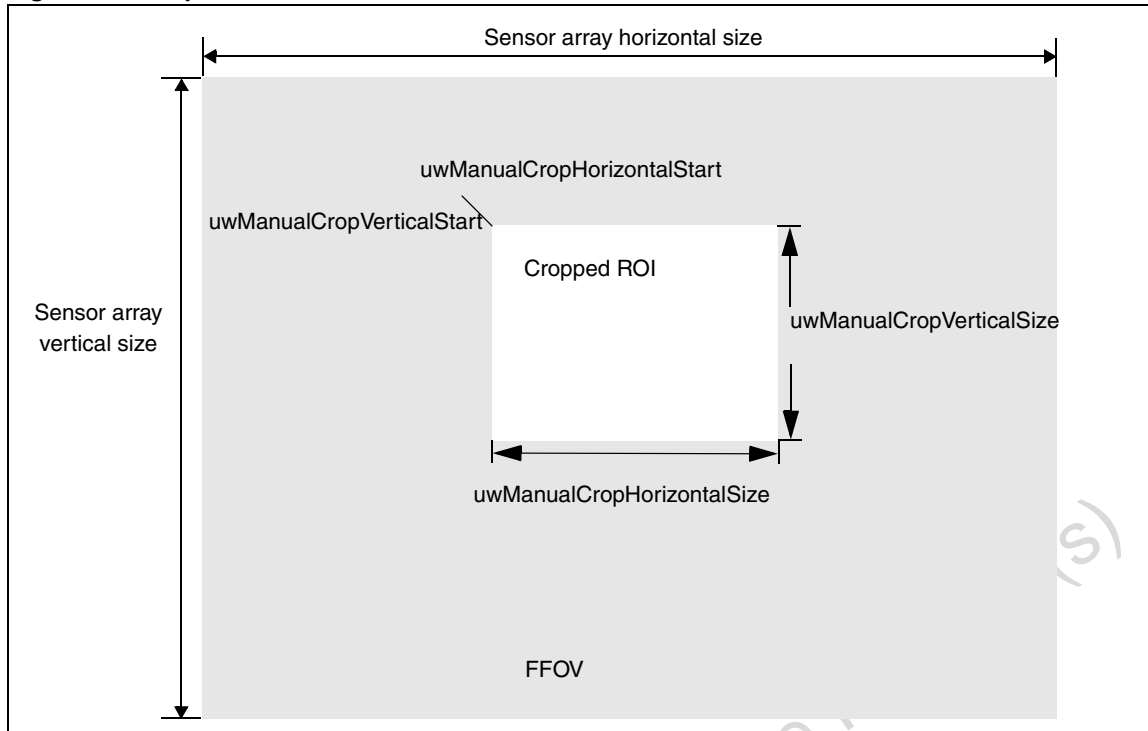 Sensor array horizontal size
uwManualCropHorizontalStart
uwManualCropVerticalStart
Cropped ROI
Sensor array
vertical size
uwManualCropVerticalSize
uwManualCropHorizontalSize
(s)
FFOV